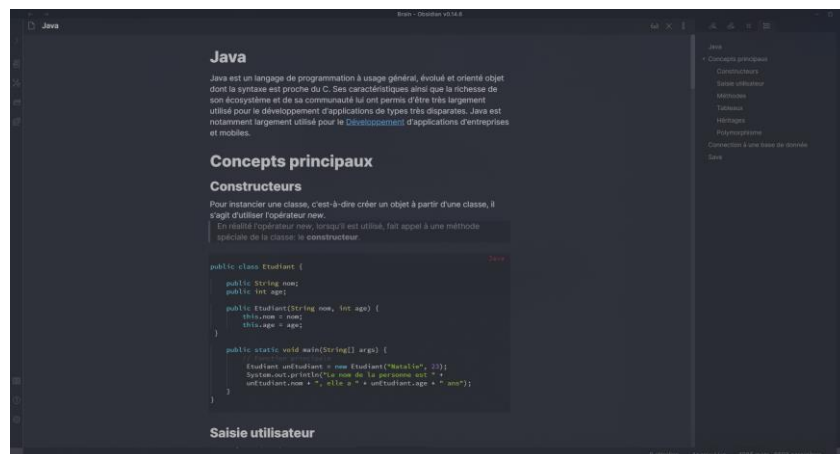 Brain - Obsidian v0.14.6
Java
Java
Java est un langage de programmation à usage général, évolué et orienté objet
dont la syntaxe est proche du C. Ses caractéristiques ainsi que la richesse de
son écosystème et de sa communauté lui ont permis d'être très largement
utilisé pour le développement d'applications de types très disparates. Java est
notamment largement utilisé pour le Développement d'applications d'entreprises
et mobiles.
Concepts principaux
Constructeurs
Pour instancier une classe, c'est-à-dire créer un objet à partir d'une classe, il
s'agit d'utiliser l'opérateur new.
En réalité l'opérateur new, lorsqu'il est utilisé, fait appel à une méthode
spéciale de la classe: le constructeur.
Java
public class Etudiant {
public String nom;
public int age;
public Etudiant(String nom, int age) {
this.nom = nom;
this.age = age;
}
public static void main(String[] args) {
// Fonction principale
Etudiant unEtudiant = new Etudiant("Natalie", 23);
System.out.println("Le nom de la personne est " +
unEtudiant.nom + ", elle a " + unEtudiant.age + " ans");
}
}
Saisie utilisateur
Java
Concepts principaux
Constructeurs
Saisie utilisateur
Méthodes
Tableaux
Héritages
Polymorphisme
Connection à une base de donnée
Save